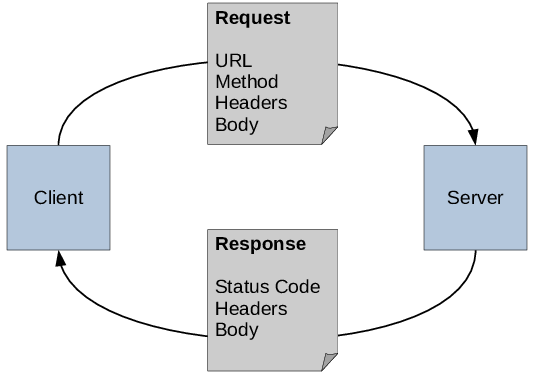 Request
URL
Method
Headers
Body
Client
Server
Response
Status Code
Headers
Body